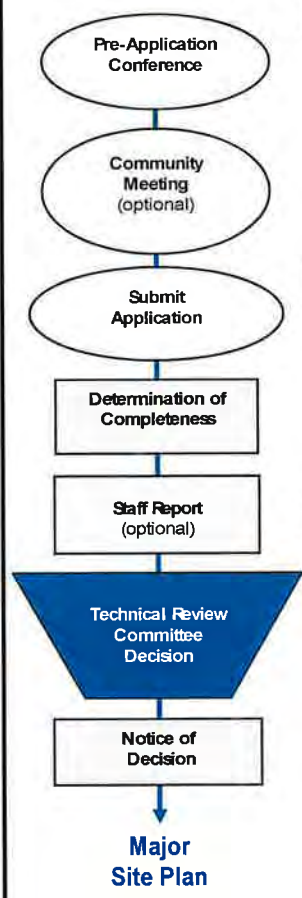 Pre-Application
Conference
Community
Meeting
(optional)
Submit
Application
Determination of
Completeness
Staff Report
(optional)
Technical Review
Committee
Decision
Notice of
Decision
Major
Site Plan